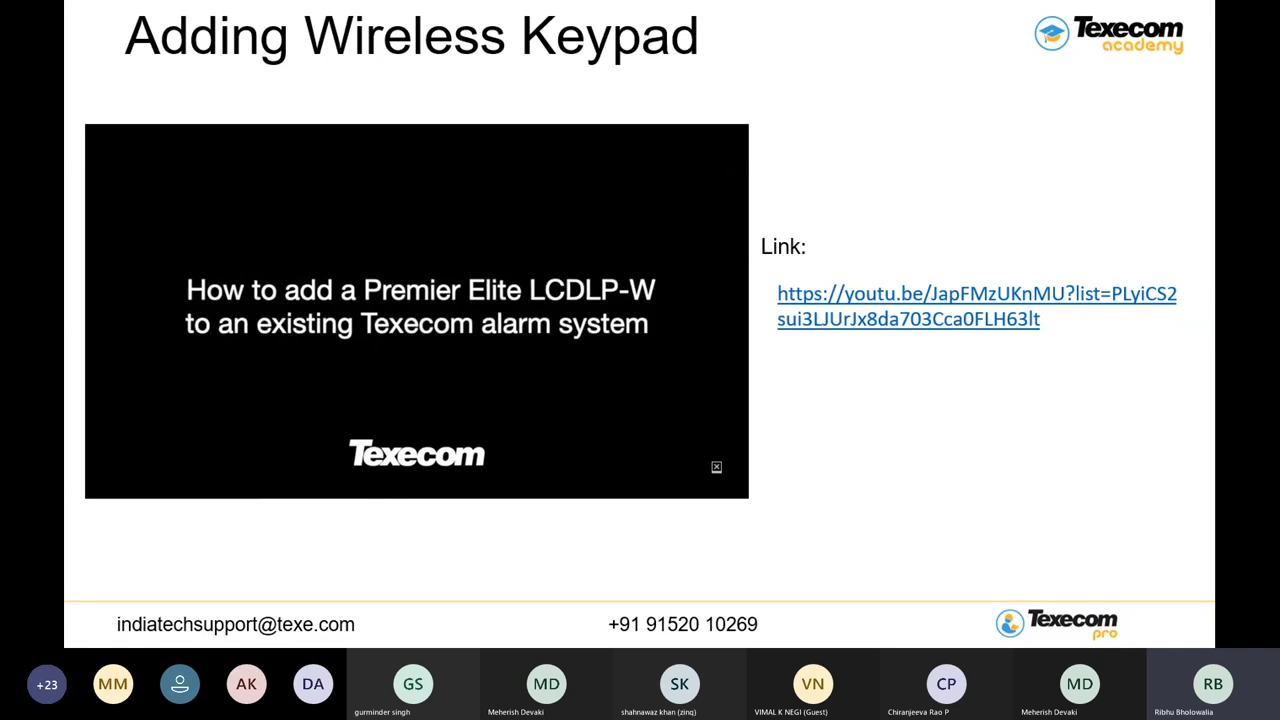 Adding Wireless Keypad
Texecom
academy
How to add a Premier Elite LCDLP-W
to an existing Texecom alarm system
Texecom
Link:
https://youtu.be/JapFMzUKnMU?list=PLyiCS2
sui3LJUrJx8da703Cca0FLH63lt
indiatechsupport@texe.com
+91 91520 10269
Texecom
pro
+23
MM
AK
DA
GS
gurminder singh
MD
Meherish Devaki
SK
shahnawaz khan (zinq)
VN
VIMAL K NEGI (Guest)
CP
Chiranjeeva Rao P
MD
Meherish Devaki
RB
Ribhu Bholowalia